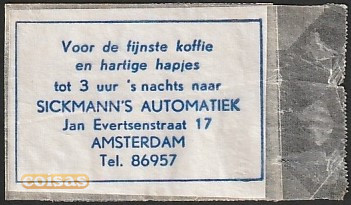 Voor de fijnste koffie
en hartige hapjes
tot 3 uur 's nachts naar
SICKMANN'S AUTOMATIEK
Jan Evertsenstraat 17
AMSTERDAM
Tel. 86957
coisas